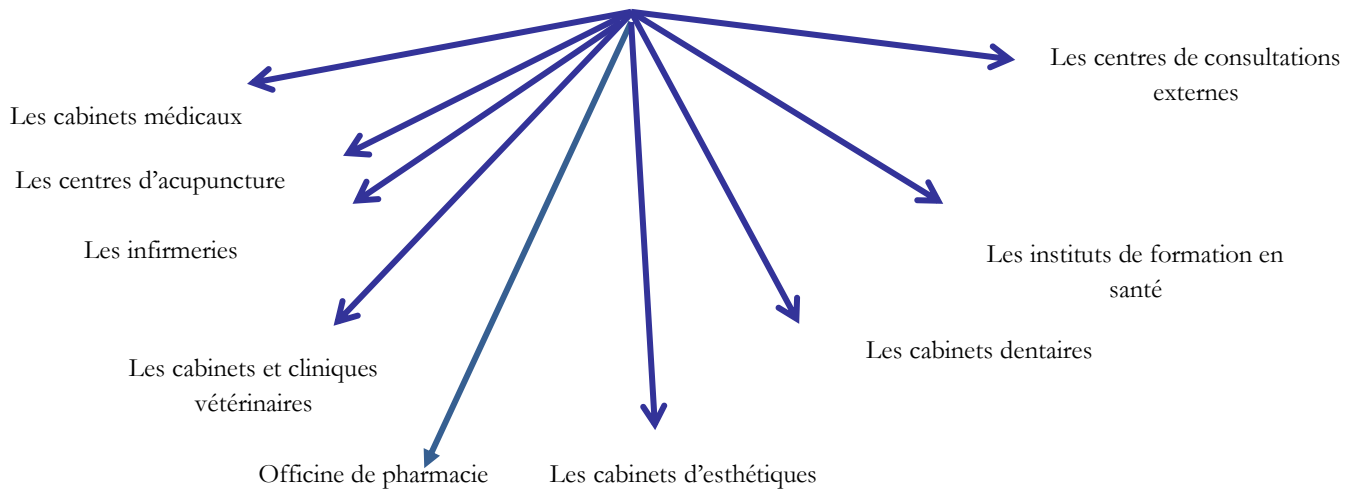 Les centres de consultations
externes
Les cabinets médicaux
Les centres d'acupuncture
Les infirmeries
Les instituts de formation en
santé
Les cabinets dentaires
Les cabinets et cliniques
vétérinaires
Officine de pharmacie
Les cabinets d'esthétiques